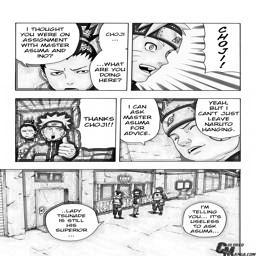 CHOJI!
CHOJI
...
...WHAT
ARE YOU
DOING
HERE?
I THOUGHT
YOU WERE ON
ASSIGNMENT
WITH MASTER
ASUMA AND
INO?
YEAH,
BUT I
CAN'T JUST
LEAVE
NARUTO
HANGING.
I CAN
ASK
MASTER
ASUMA
FOR
ADVICE.
THANKS
CHOJI!!
I'M
TELLING
YOU... IT'S
USELESS
TO ASK
ASUMA...
...LADY
TSUNADE
IS STILL
HIS
SUPERIOR
...